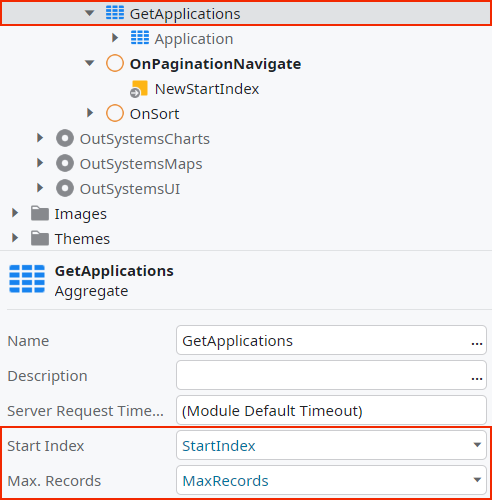 GetApplications
Application
OnPaginationNavigate
NewStartIndex
OnSort
OutSystemsCharts
OutSystemsMaps
OutSystemsUI
Images
Themes
GetApplications
Aggregate
Name GetApplications ...
Description ...
Server Request Time... (Module Default Timeout)
Start Index StartIndex
Max. Records MaxRecords